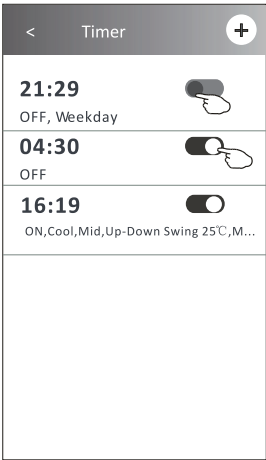 < Timer +
21:29
OFF, Weekday
04:30
OFF
16:19
ON,Cool,Mid,Up-Down Swing 25℃,M...